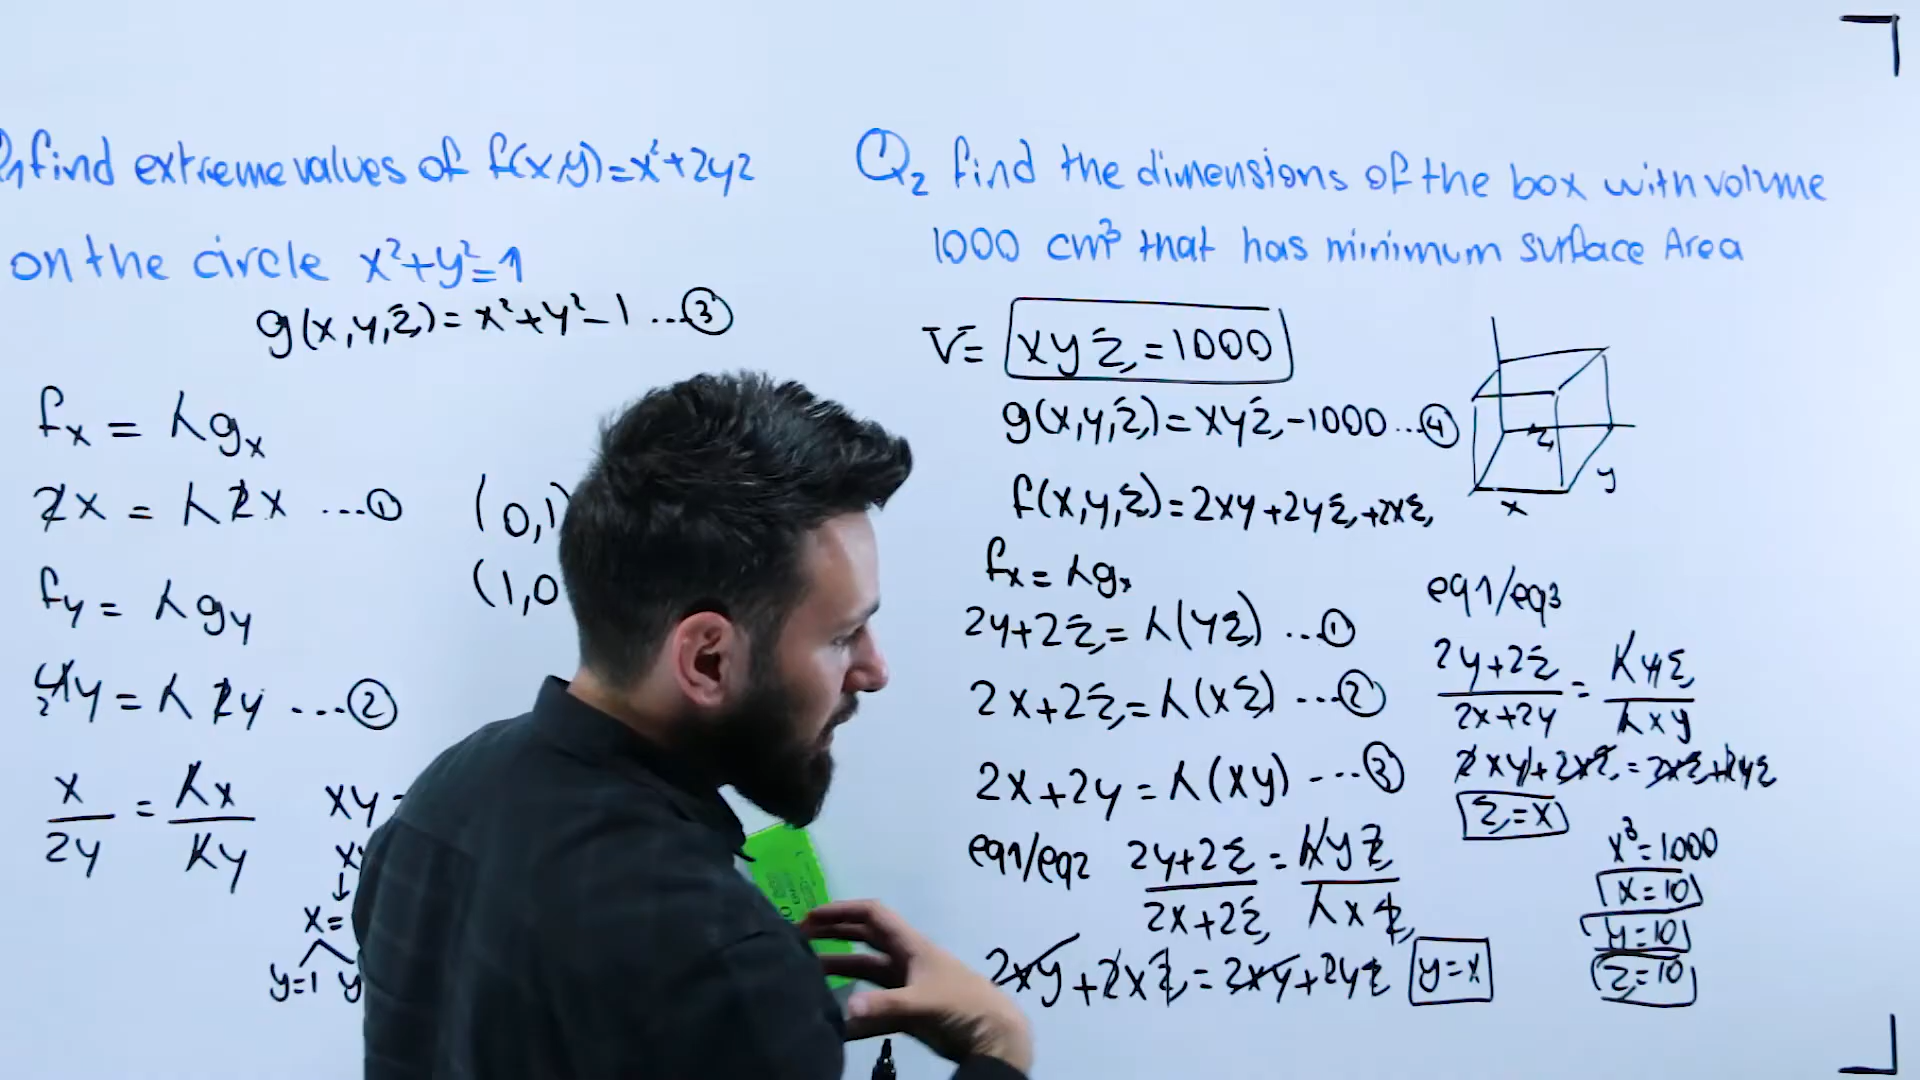 find extreme values of f(x,y)=x²+2y2
on the circle x²+y²=1
g(x,y,z)= x²+y²-1 ...③
fx = λgx
2x = λ2x ...①
fy = λgy
4y = λ2y ...②
x/2y = λx/λy
(0,1)
(1,0
xy
x=
y=1 y
Q2 find the dimensions of the box with volume
1000 cm³ that has minimum surface Area
V= xyz=1000
g(x,y,z)=xyz-1000...④
f(x,y,z)=2xy+2yz+2xz
x
y
z
fx=λgx
2y+2z=λ(yz) ...①
2x+2z=λ(xz) ...②
2x+2y=λ(xy) ...③
eq1/eq2 2y+2z/2x+2z = λyz/λxz
2xy+2xz=2xy+2yz y=x
eq1/eq3
2y+2z/2x+2y = λyz/λxy
2xy+2xz=2xz+2yz
z=x
x³=1000
x=10
y=10
z=10